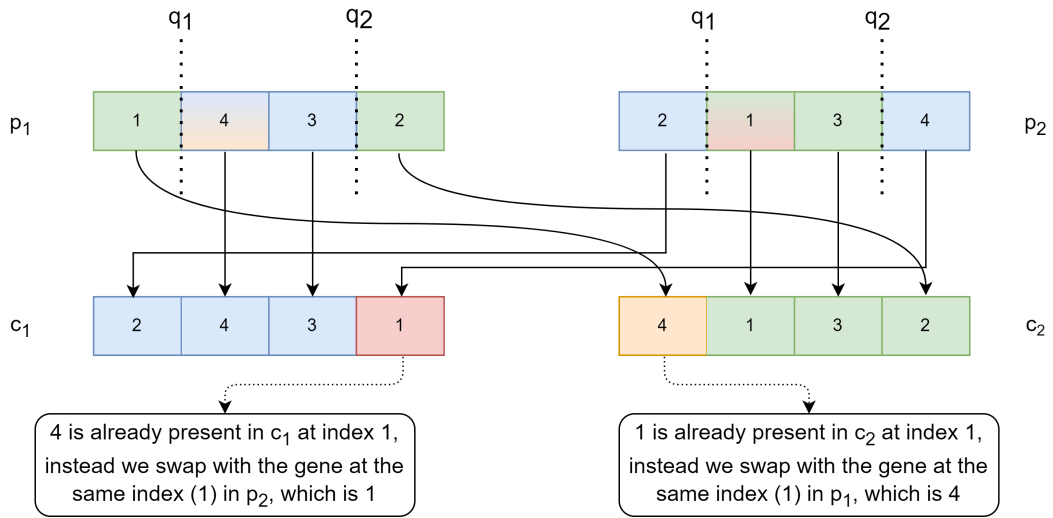 q1 q2 q1 q2
p1 1 4 3 2 2 1 3 4 p2
c1 2 4 3 1 4 1 3 2 c2
4 is already present in c1 at index 1,
instead we swap with the gene at the
same index (1) in p2, which is 1
1 is already present in c2 at index 1,
instead we swap with the gene at the
same index (1) in p1, which is 4